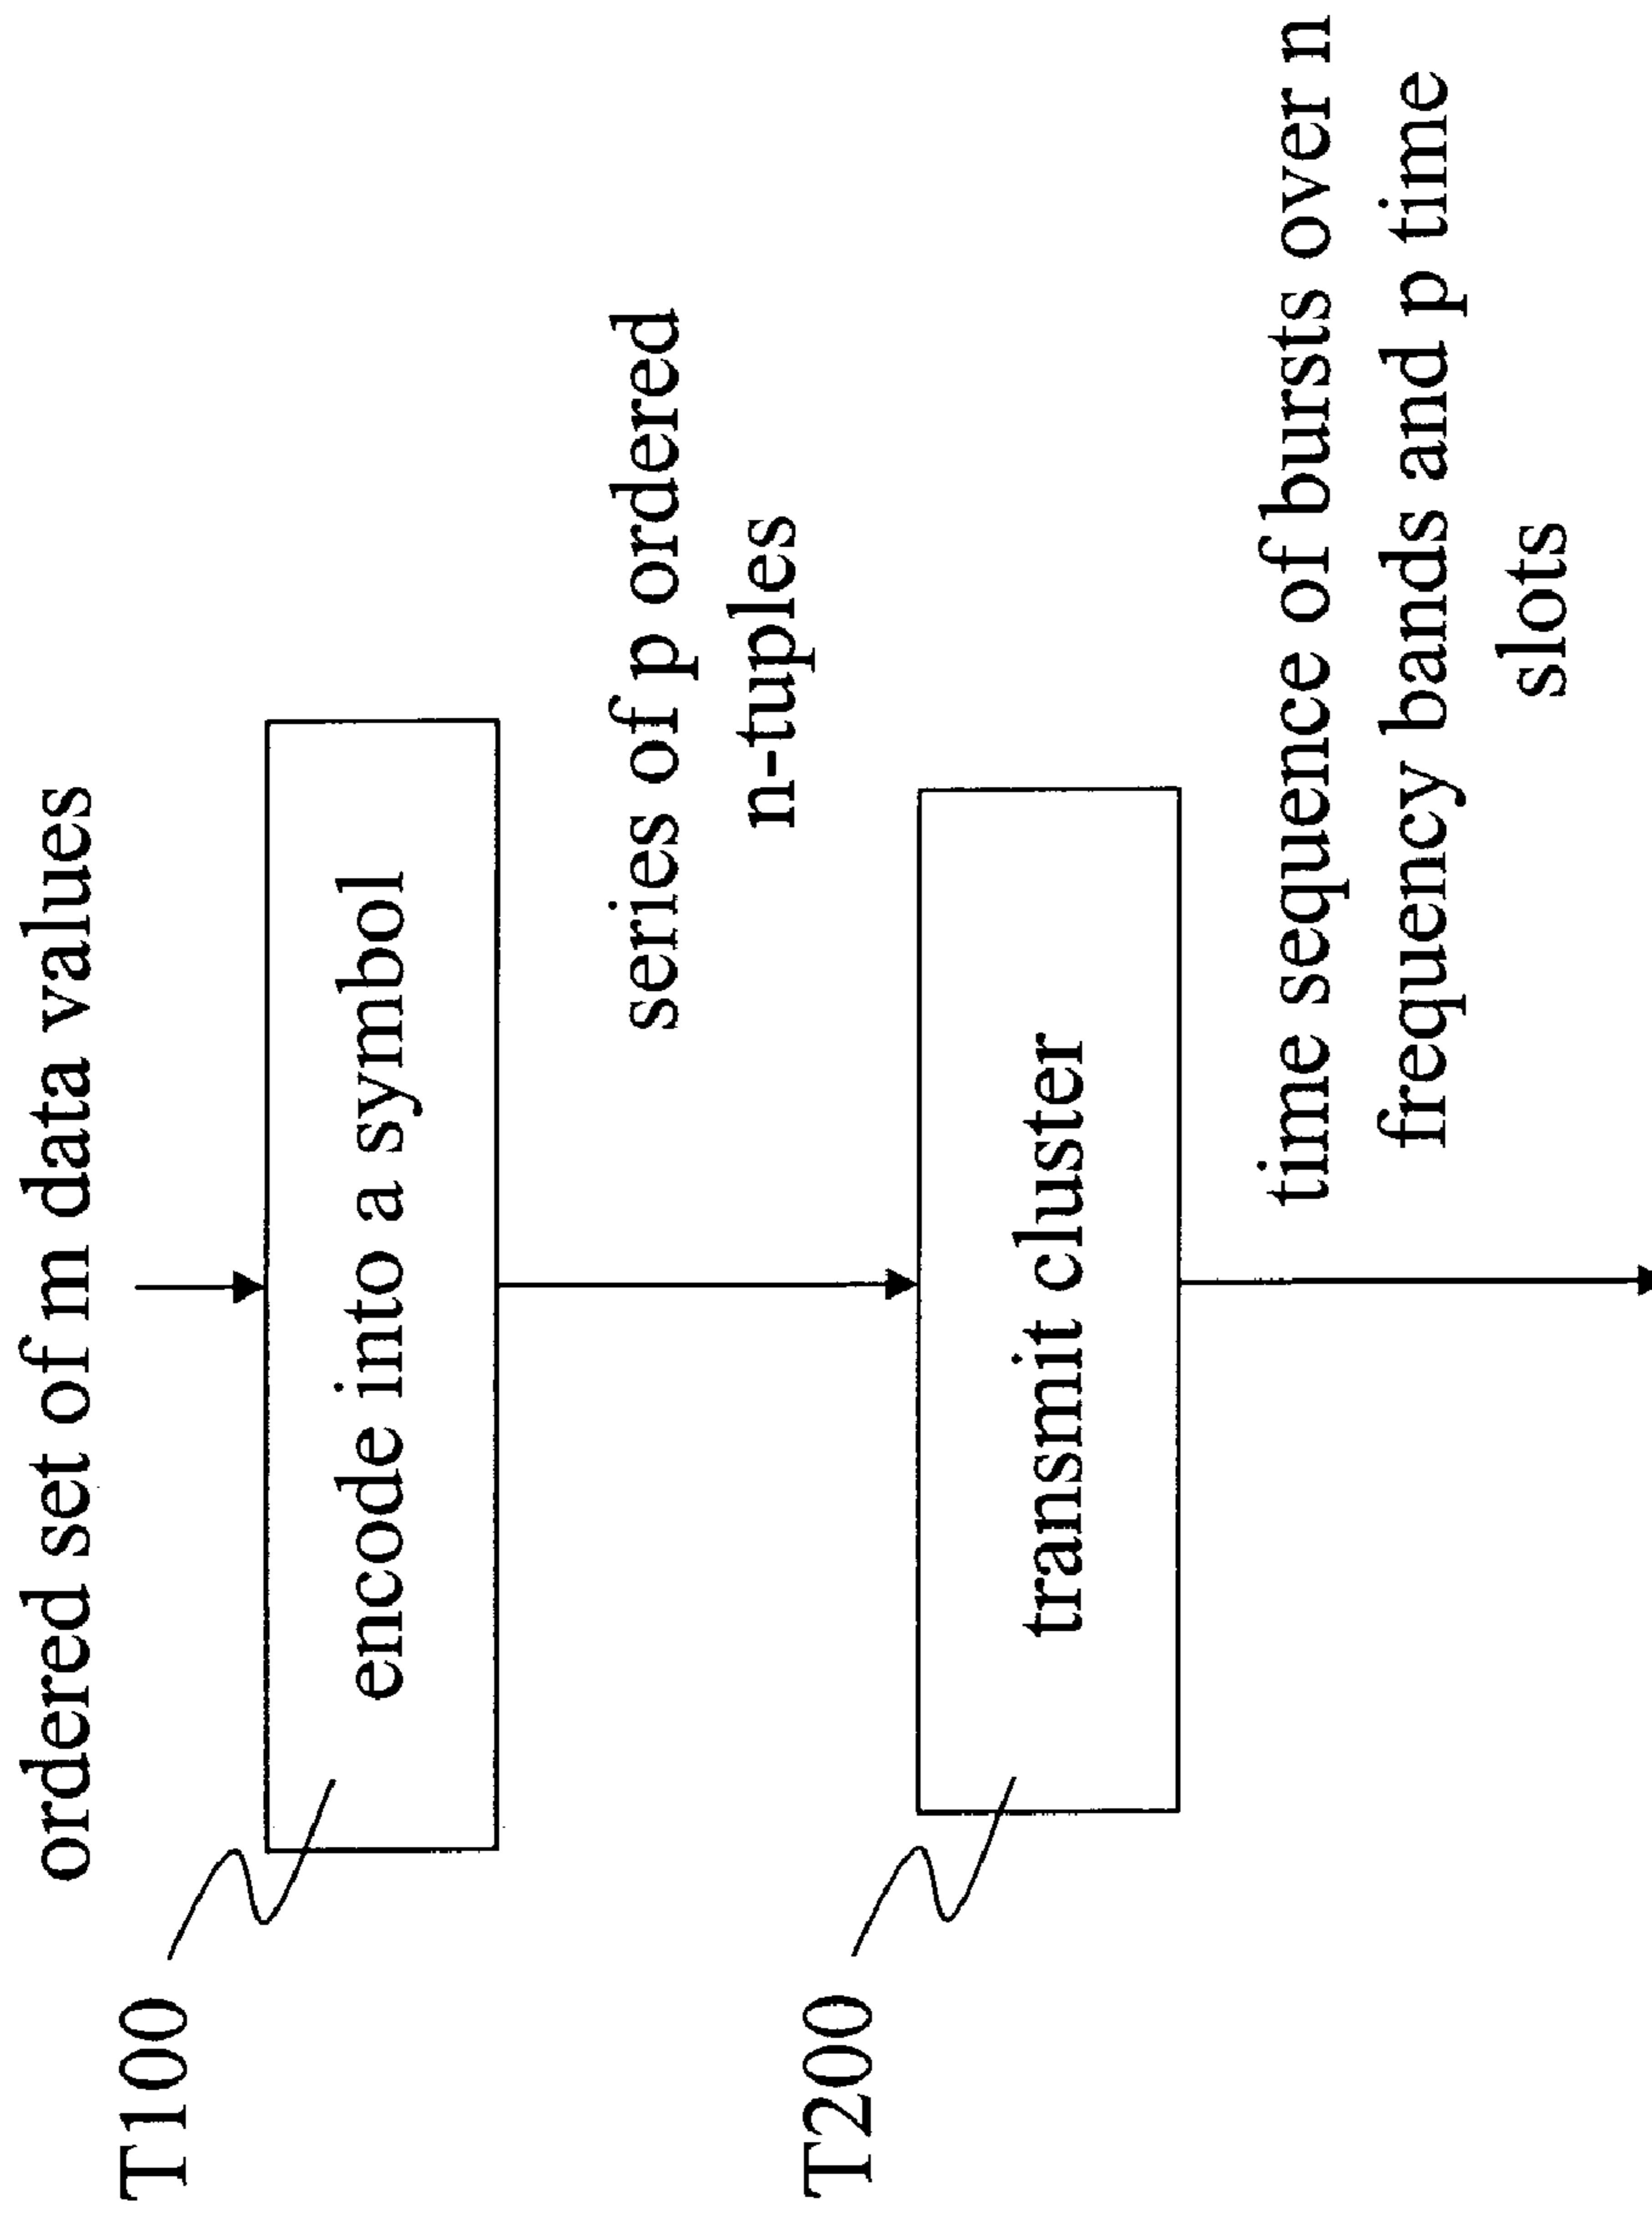 ordered set of m data values
T100
encode into a symbol
series of p ordered
n-tuples
T200
transmit cluster
time sequence of bursts over n
frequency bands and p time
slots